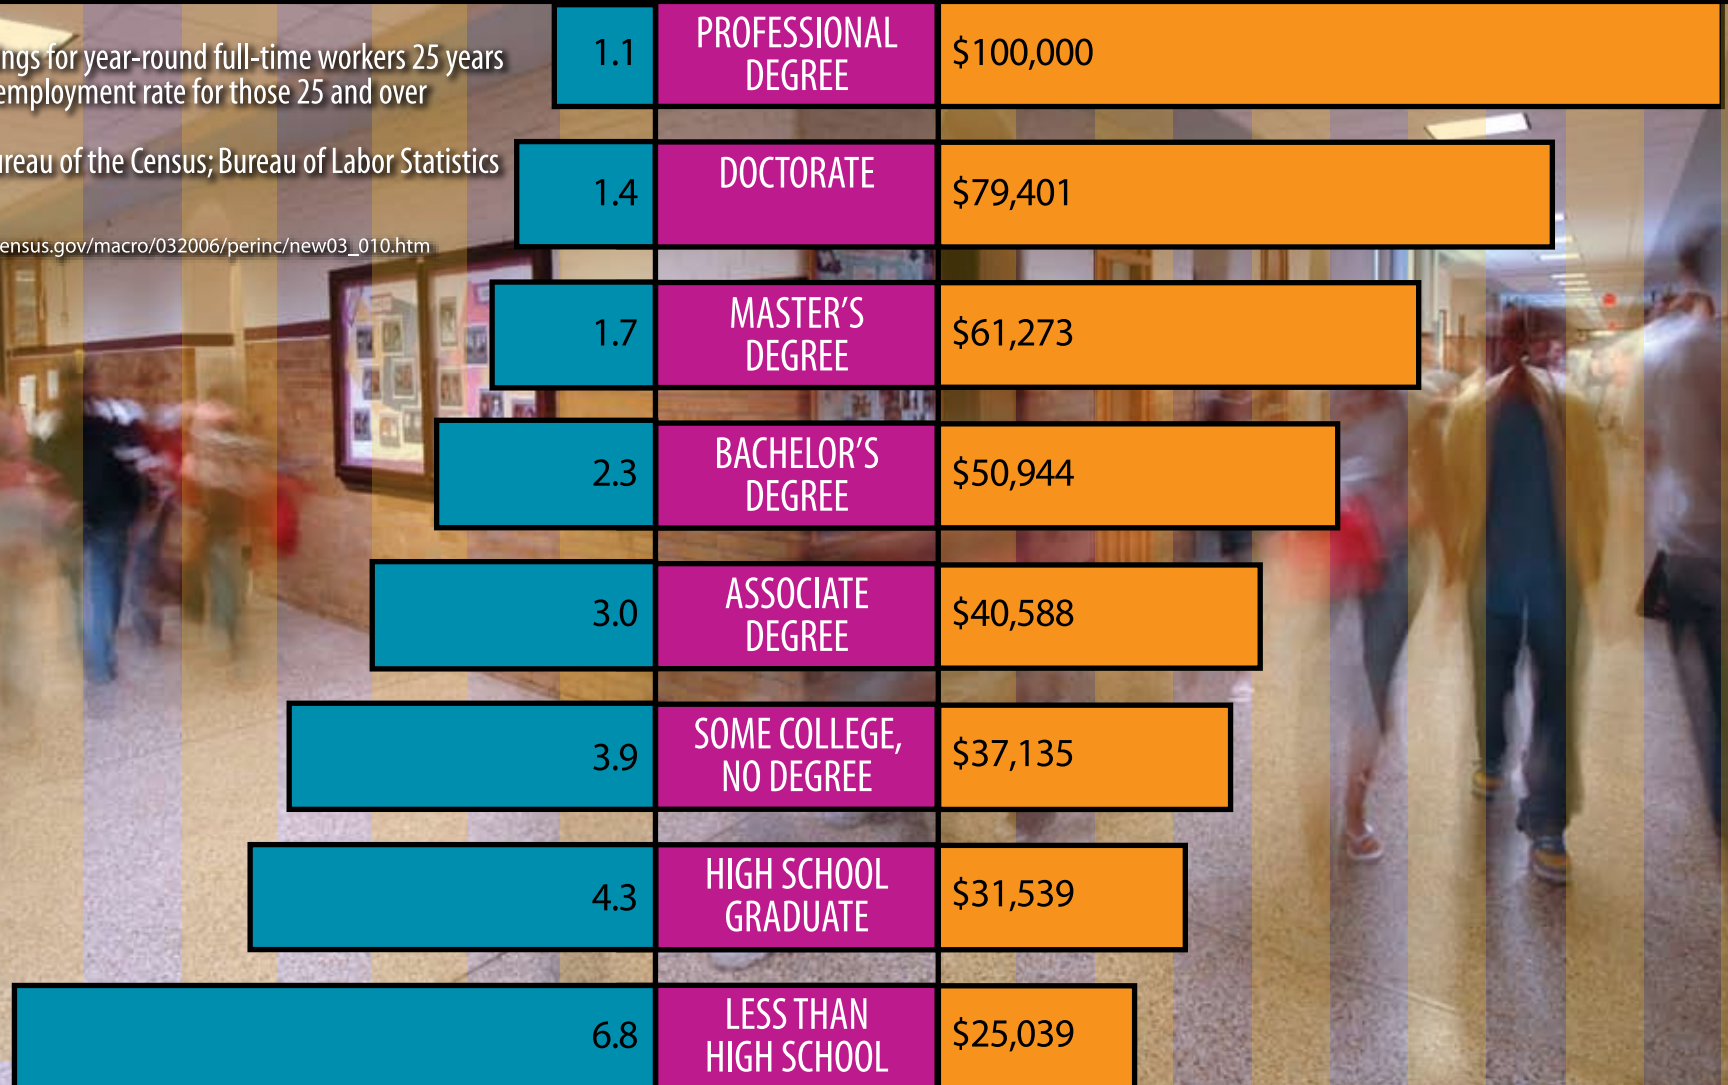 ngs for year-round full-time workers 25 years
employment rate for those 25 and over
ureau of the Census; Bureau of Labor Statistics
ensus.gov/macro/032006/perinc/new03_010.htm
1.1 PROFESSIONAL DEGREE $100,000
1.4 DOCTORATE $79,401
1.7 MASTER’S DEGREE $61,273
2.3 BACHELOR’S DEGREE $50,944
3.0 ASSOCIATE DEGREE $40,588
3.9 SOME COLLEGE, NO DEGREE $37,135
4.3 HIGH SCHOOL GRADUATE $31,539
6.8 LESS THAN HIGH SCHOOL $25,039